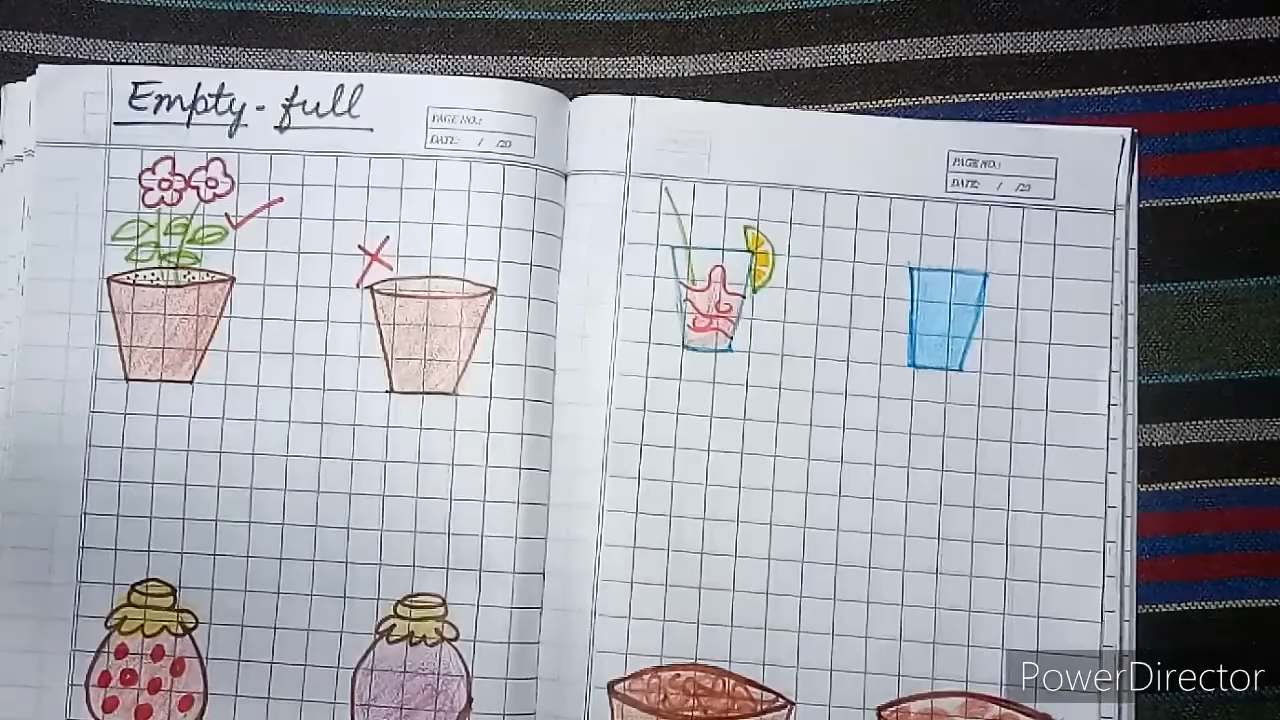 Empty - full
PAGE NO.:
DATE: / /20
PAGE NO.:
DATE: / /20
PowerDirector